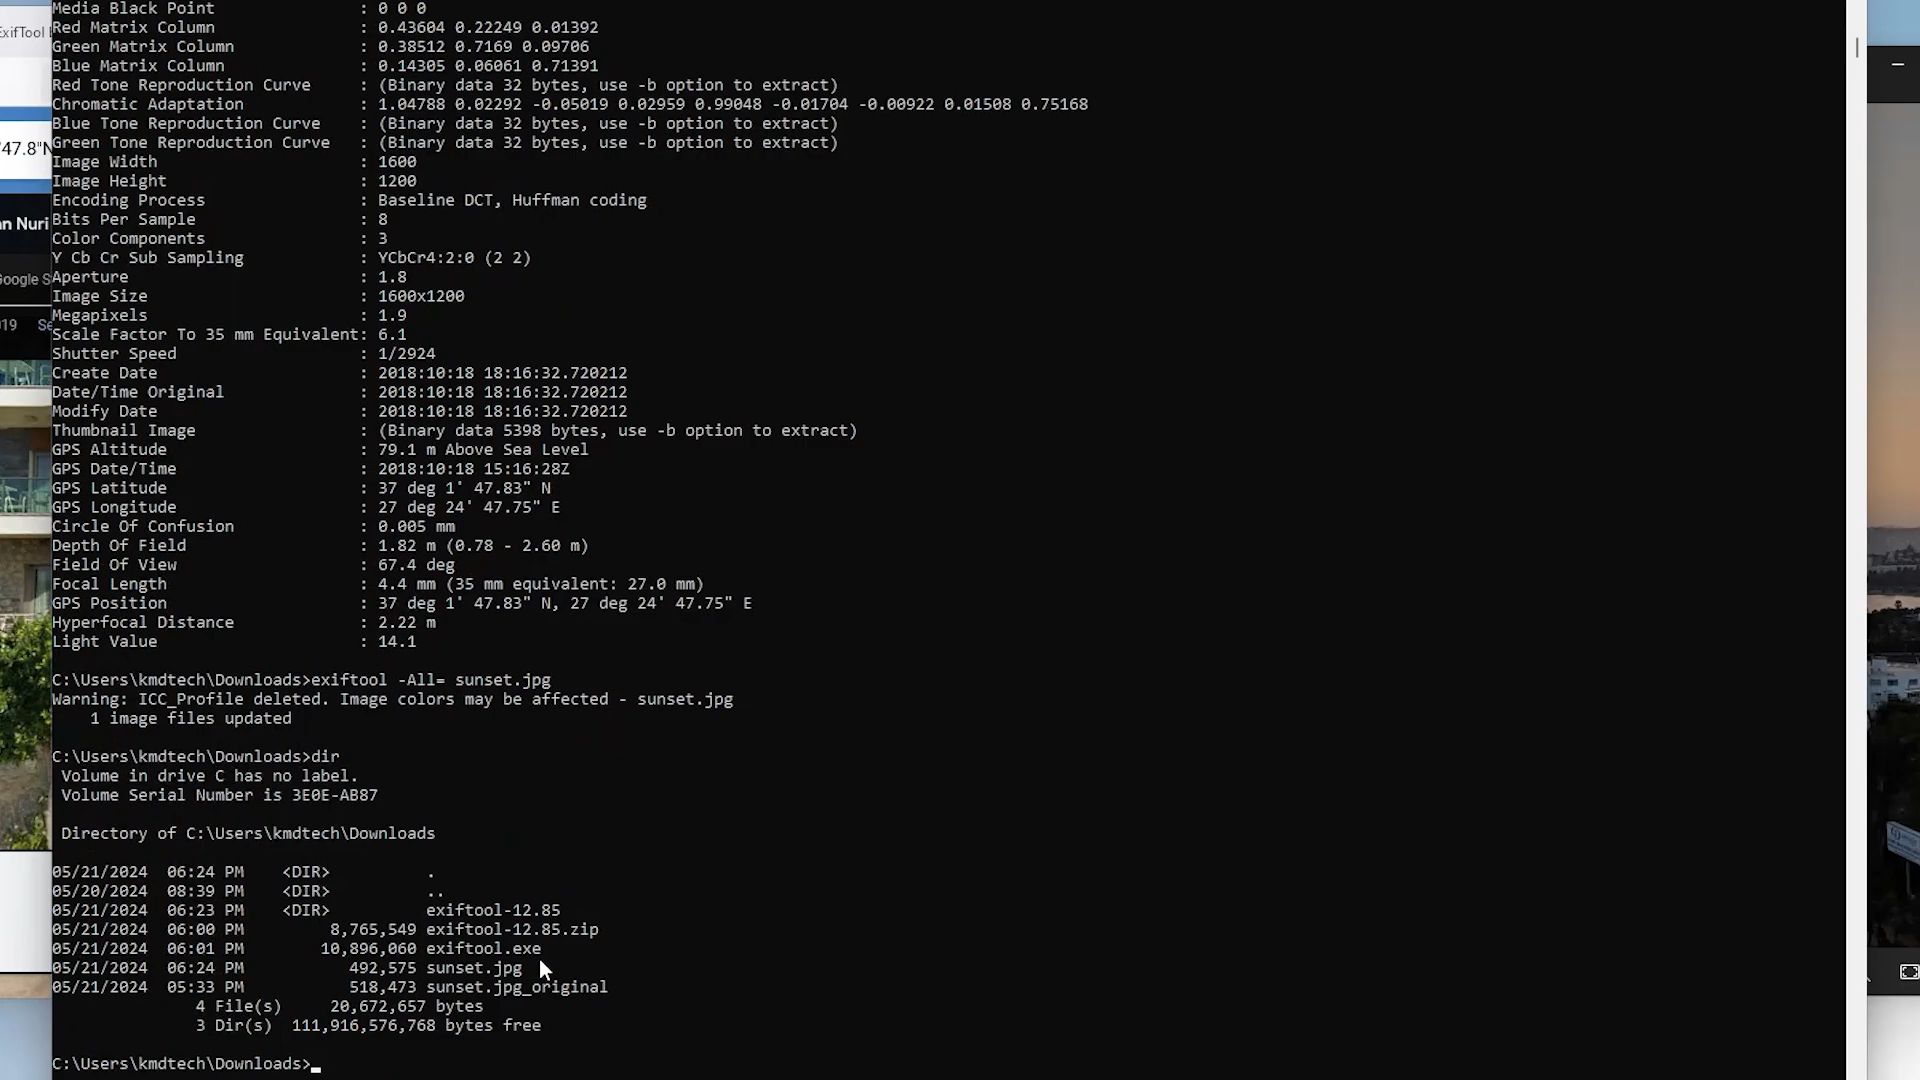 Media Black Point : 0 0 0
ExifTool
Red Matrix Column : 0.43604 0.22249 0.01392
Green Matrix Column : 0.38512 0.7169 0.09706
Blue Matrix Column : 0.14305 0.06061 0.71391
Red Tone Reproduction Curve : (Binary data 32 bytes, use -b option to extract)
Chromatic Adaptation : 1.04788 0.02292 -0.05019 0.02959 0.99048 -0.01704 -0.00922 0.01508 0.75168
Blue Tone Reproduction Curve : (Binary data 32 bytes, use -b option to extract)
Green Tone Reproduction Curve : (Binary data 32 bytes, use -b option to extract)
47.8"N
Image Width : 1600
Image Height : 1200
Encoding Process : Baseline DCT, Huffman coding
Bits Per Sample : 8
an Nuri
Color Components : 3
Y Cb Cr Sub Sampling : YCbCr4:2:0 (2 2)
Aperture : 1.8
Google S
Image Size : 1600x1200
Megapixels : 1.9
19 Se
Scale Factor To 35 mm Equivalent: 6.1
Shutter Speed : 1/2924
Create Date : 2018:10:18 18:16:32.720212
Date/Time Original : 2018:10:18 18:16:32.720212
Modify Date : 2018:10:18 18:16:32.720212
Thumbnail Image : (Binary data 5398 bytes, use -b option to extract)
GPS Altitude : 79.1 m Above Sea Level
GPS Date/Time : 2018:10:18 15:16:28Z
GPS Latitude : 37 deg 1' 47.83" N
GPS Longitude : 27 deg 24' 47.75" E
Circle Of Confusion : 0.005 mm
Depth Of Field : 1.82 m (0.78 - 2.60 m)
Field Of View : 67.4 deg
Focal Length : 4.4 mm (35 mm equivalent: 27.0 mm)
GPS Position : 37 deg 1' 47.83" N, 27 deg 24' 47.75" E
Hyperfocal Distance : 2.22 m
Light Value : 14.1
C:\Users\kmdtech\Downloads>exiftool -All= sunset.jpg
Warning: ICC_Profile deleted. Image colors may be affected - sunset.jpg
1 image files updated
C:\Users\kmdtech\Downloads>dir
Volume in drive C has no label.
Volume Serial Number is 3E0E-AB87
Directory of C:\Users\kmdtech\Downloads
05/21/2024 06:24 PM <DIR> .
05/20/2024 08:39 PM <DIR> ..
05/21/2024 06:23 PM <DIR> exiftool-12.85
05/21/2024 06:00 PM 8,765,549 exiftool-12.85.zip
05/21/2024 06:01 PM 10,896,060 exiftool.exe
05/21/2024 06:24 PM 492,575 sunset.jpg
05/21/2024 05:33 PM 518,473 sunset.jpg_original
4 File(s) 20,672,657 bytes
3 Dir(s) 111,916,576,768 bytes free
C:\Users\kmdtech\Downloads>